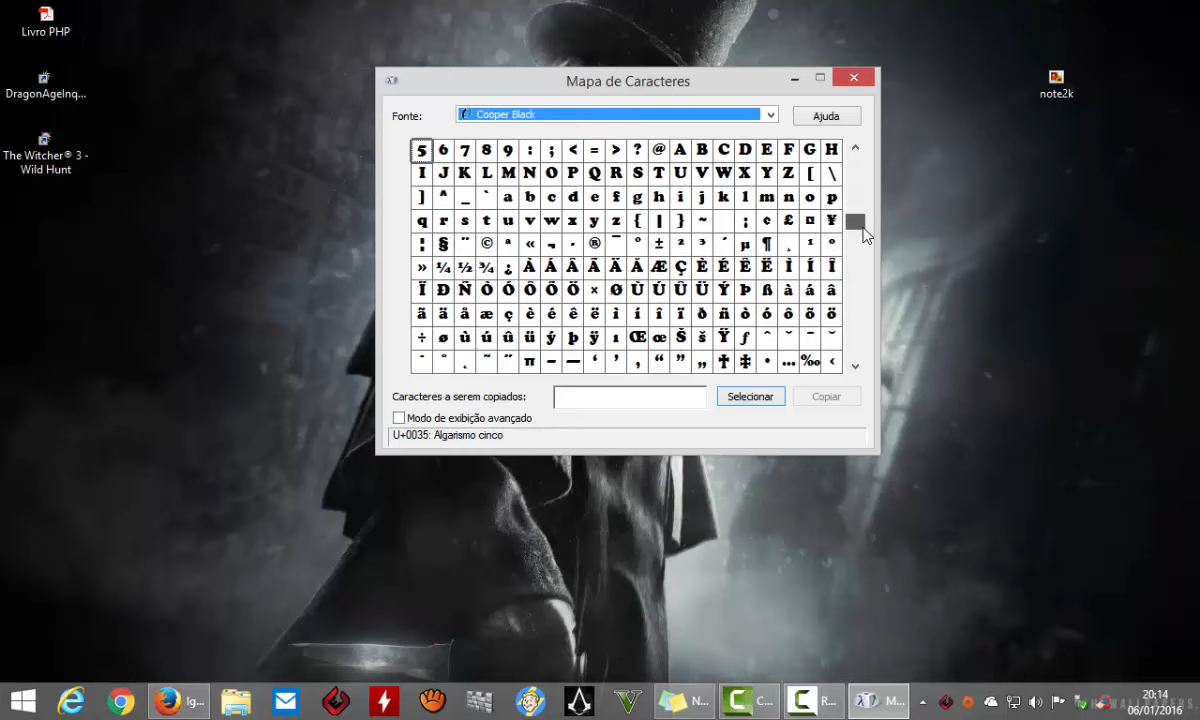 Livro PHP
DragonAgeInq...
The Witcher® 3 -
Wild Hunt
note2k
Mapa de Caracteres
Fonte:
Cooper Black
Ajuda
5 6 7 8 9 : ; < = > ? @ A B C D E F G H
I J K L M N O P Q R S T U V W X Y Z [ \
] ^ _ ` a b c d e f g h i j k l m n o p
q r s t u v w x y z { | } ~ ¡ ¢ £ ¤ ¥
¦ § ¨ © ª « ¬ - ® ¯ ° ± ² ³ ´ µ ¶ ¸ ¹ º
» ¼ ½ ¾ ¿ À Á Â Ã Ä Å Æ Ç È É Ê Ë Ì Í Î
Ï Ð Ñ Ò Ó Ô Õ Ö × Ø Ù Ú Û Ü Ý Þ ß à á â
ã ä å æ ç è é ê ë ì í î ï ð ñ ò ó ô õ ö
÷ ø ù ú û ü ý þ ÿ ı Œ œ Š š Ÿ ƒ ˆ ˇ ˉ ˘
˙ ˚ ˛ ˜ ˝ π – — ‘ ’ ‚ “ ” „ † ‡ • … ‰ ‹
Caracteres a serem copiados:
Selecionar
Copiar
Modo de exibição avançado
U+0035: Algarismo cinco
Ig...
N...
C...
R...
M...
20:14
06/01/2016